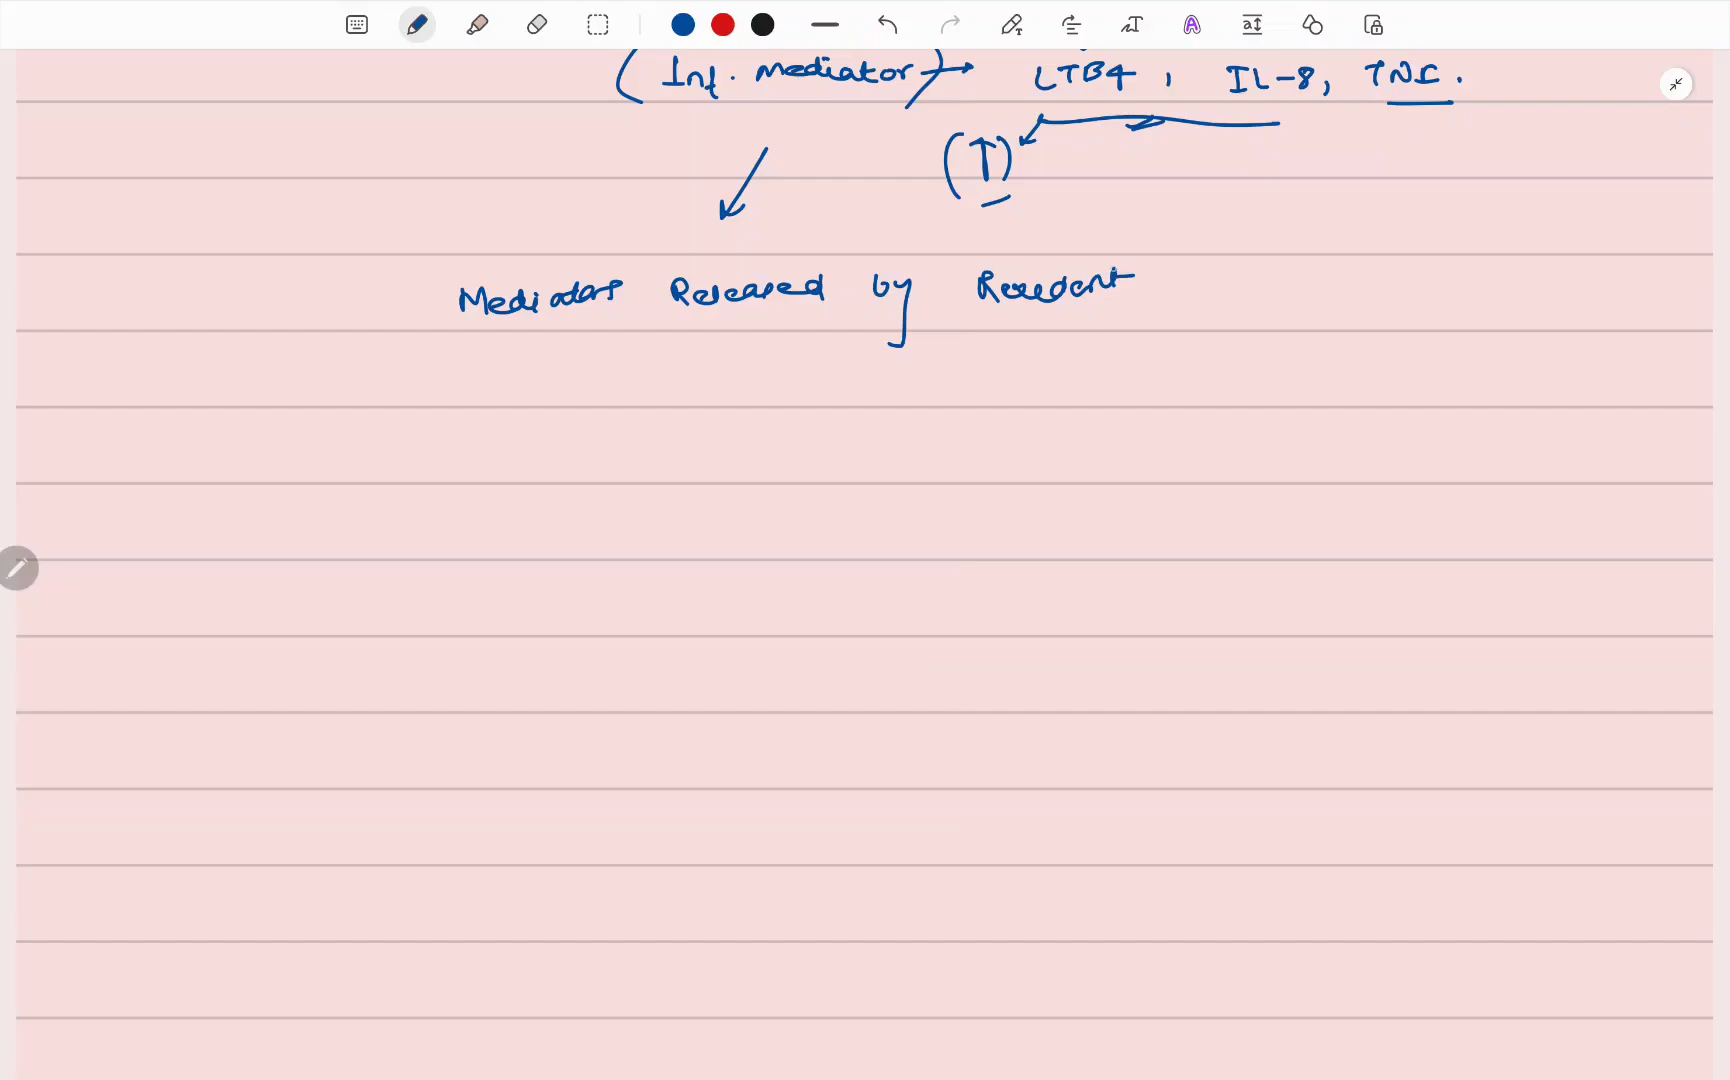 (Inf. mediator) → LTB4, IL-8, TNF.
(↑)
Mediators Released by Resident